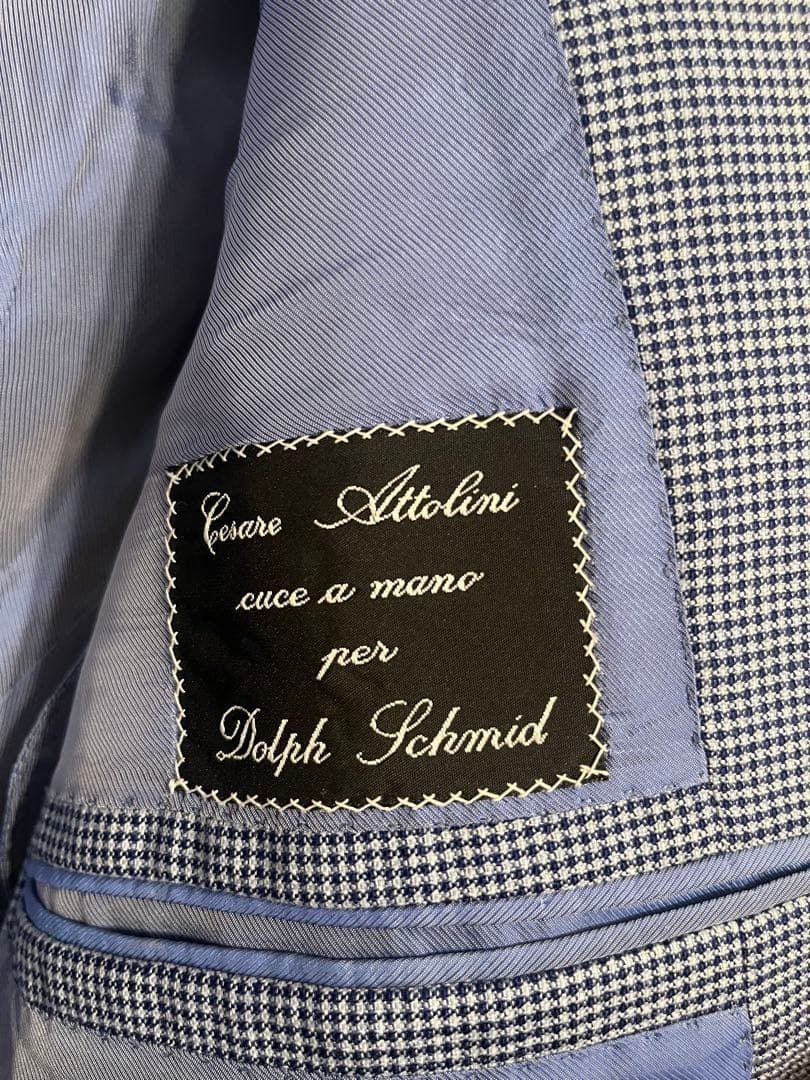 Cesare Attolini
cuce a mano
per
Dolph Schmid